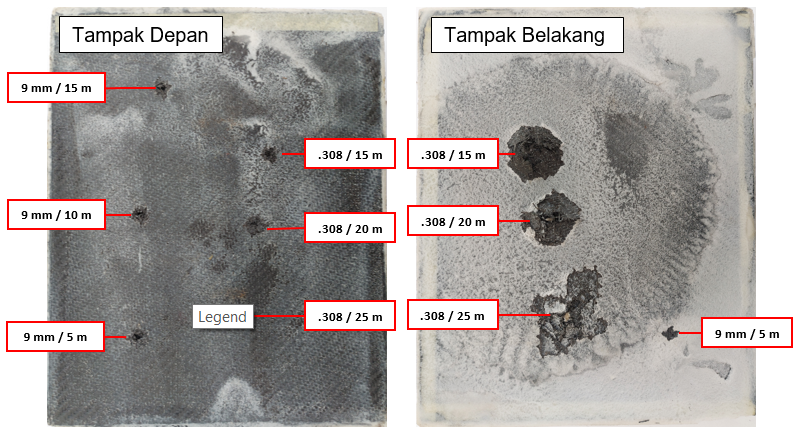 Tampak Depan
9 mm / 15 m
.308 / 15 m
9 mm / 10 m
.308 / 20 m
Legend
.308 / 25 m
9 mm / 5 m
Tampak Belakang
.308 / 15 m
.308 / 20 m
.308 / 25 m
9 mm / 5 m